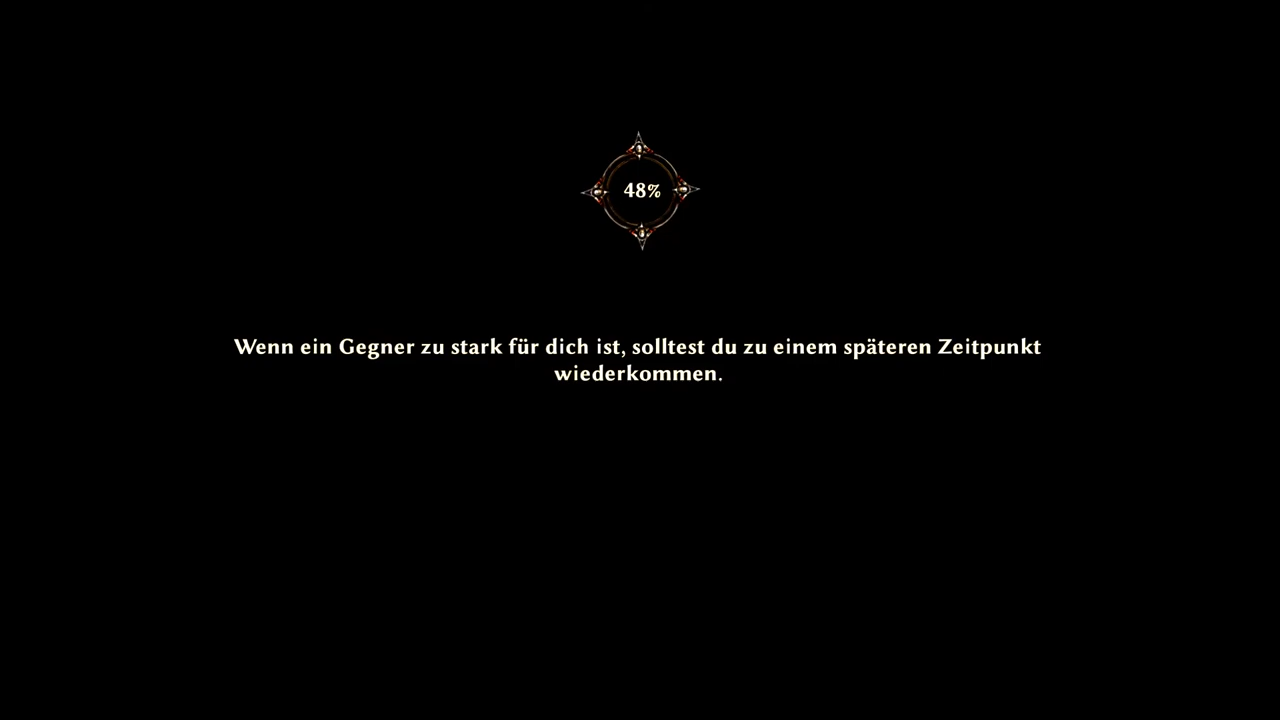 48%
Wenn ein Gegner zu stark für dich ist, solltest du zu einem späteren Zeitpunkt
wiederkommen.